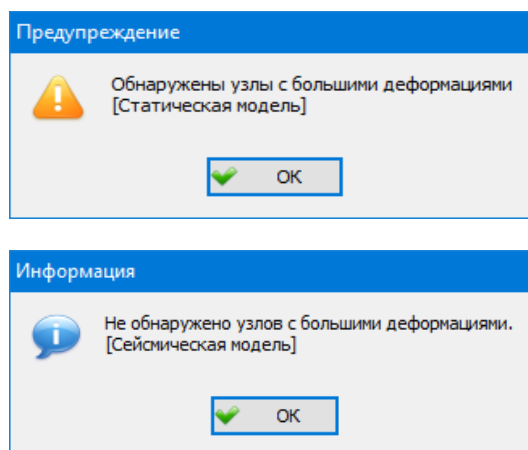 Предупреждение
Обнаружены узлы с большими деформациями
[Статическая модель]
OK
Информация
Не обнаружено узлов с большими деформациями.
[Сейсмическая модель]
OK